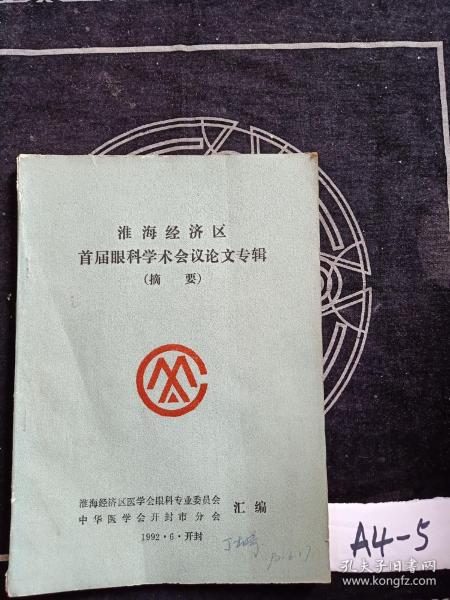 淮海经济区
首届眼科学术会议论文专辑
（摘 要）
淮海经济区医学会眼科专业委员会
中华医学会开封市分会
汇编
1992·6·开封
A4-5
孔夫子旧书网